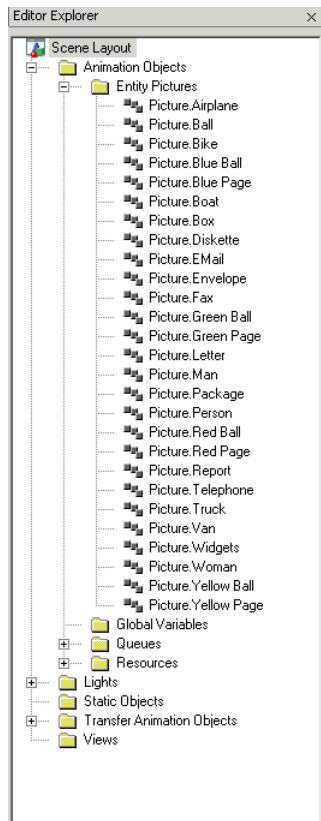 Editor Explorer
Scene Layout
Animation Objects
Entity Pictures
Picture.Airplane
Picture.Ball
Picture.Bike
Picture.Blue Ball
Picture.Blue Page
Picture.Boat
Picture.Box
Picture.Diskette
Picture.EMail
Picture.Envelope
Picture.Fax
Picture.Green Ball
Picture.Green Page
Picture.Letter
Picture.Man
Picture.Package
Picture.Person
Picture.Red Ball
Picture.Red Page
Picture.Report
Picture.Telephone
Picture.Truck
Picture.Van
Picture.Widgets
Picture.Woman
Picture.Yellow Ball
Picture.Yellow Page
Global Variables
Queues
Resources
Lights
Static Objects
Transfer Animation Objects
Views